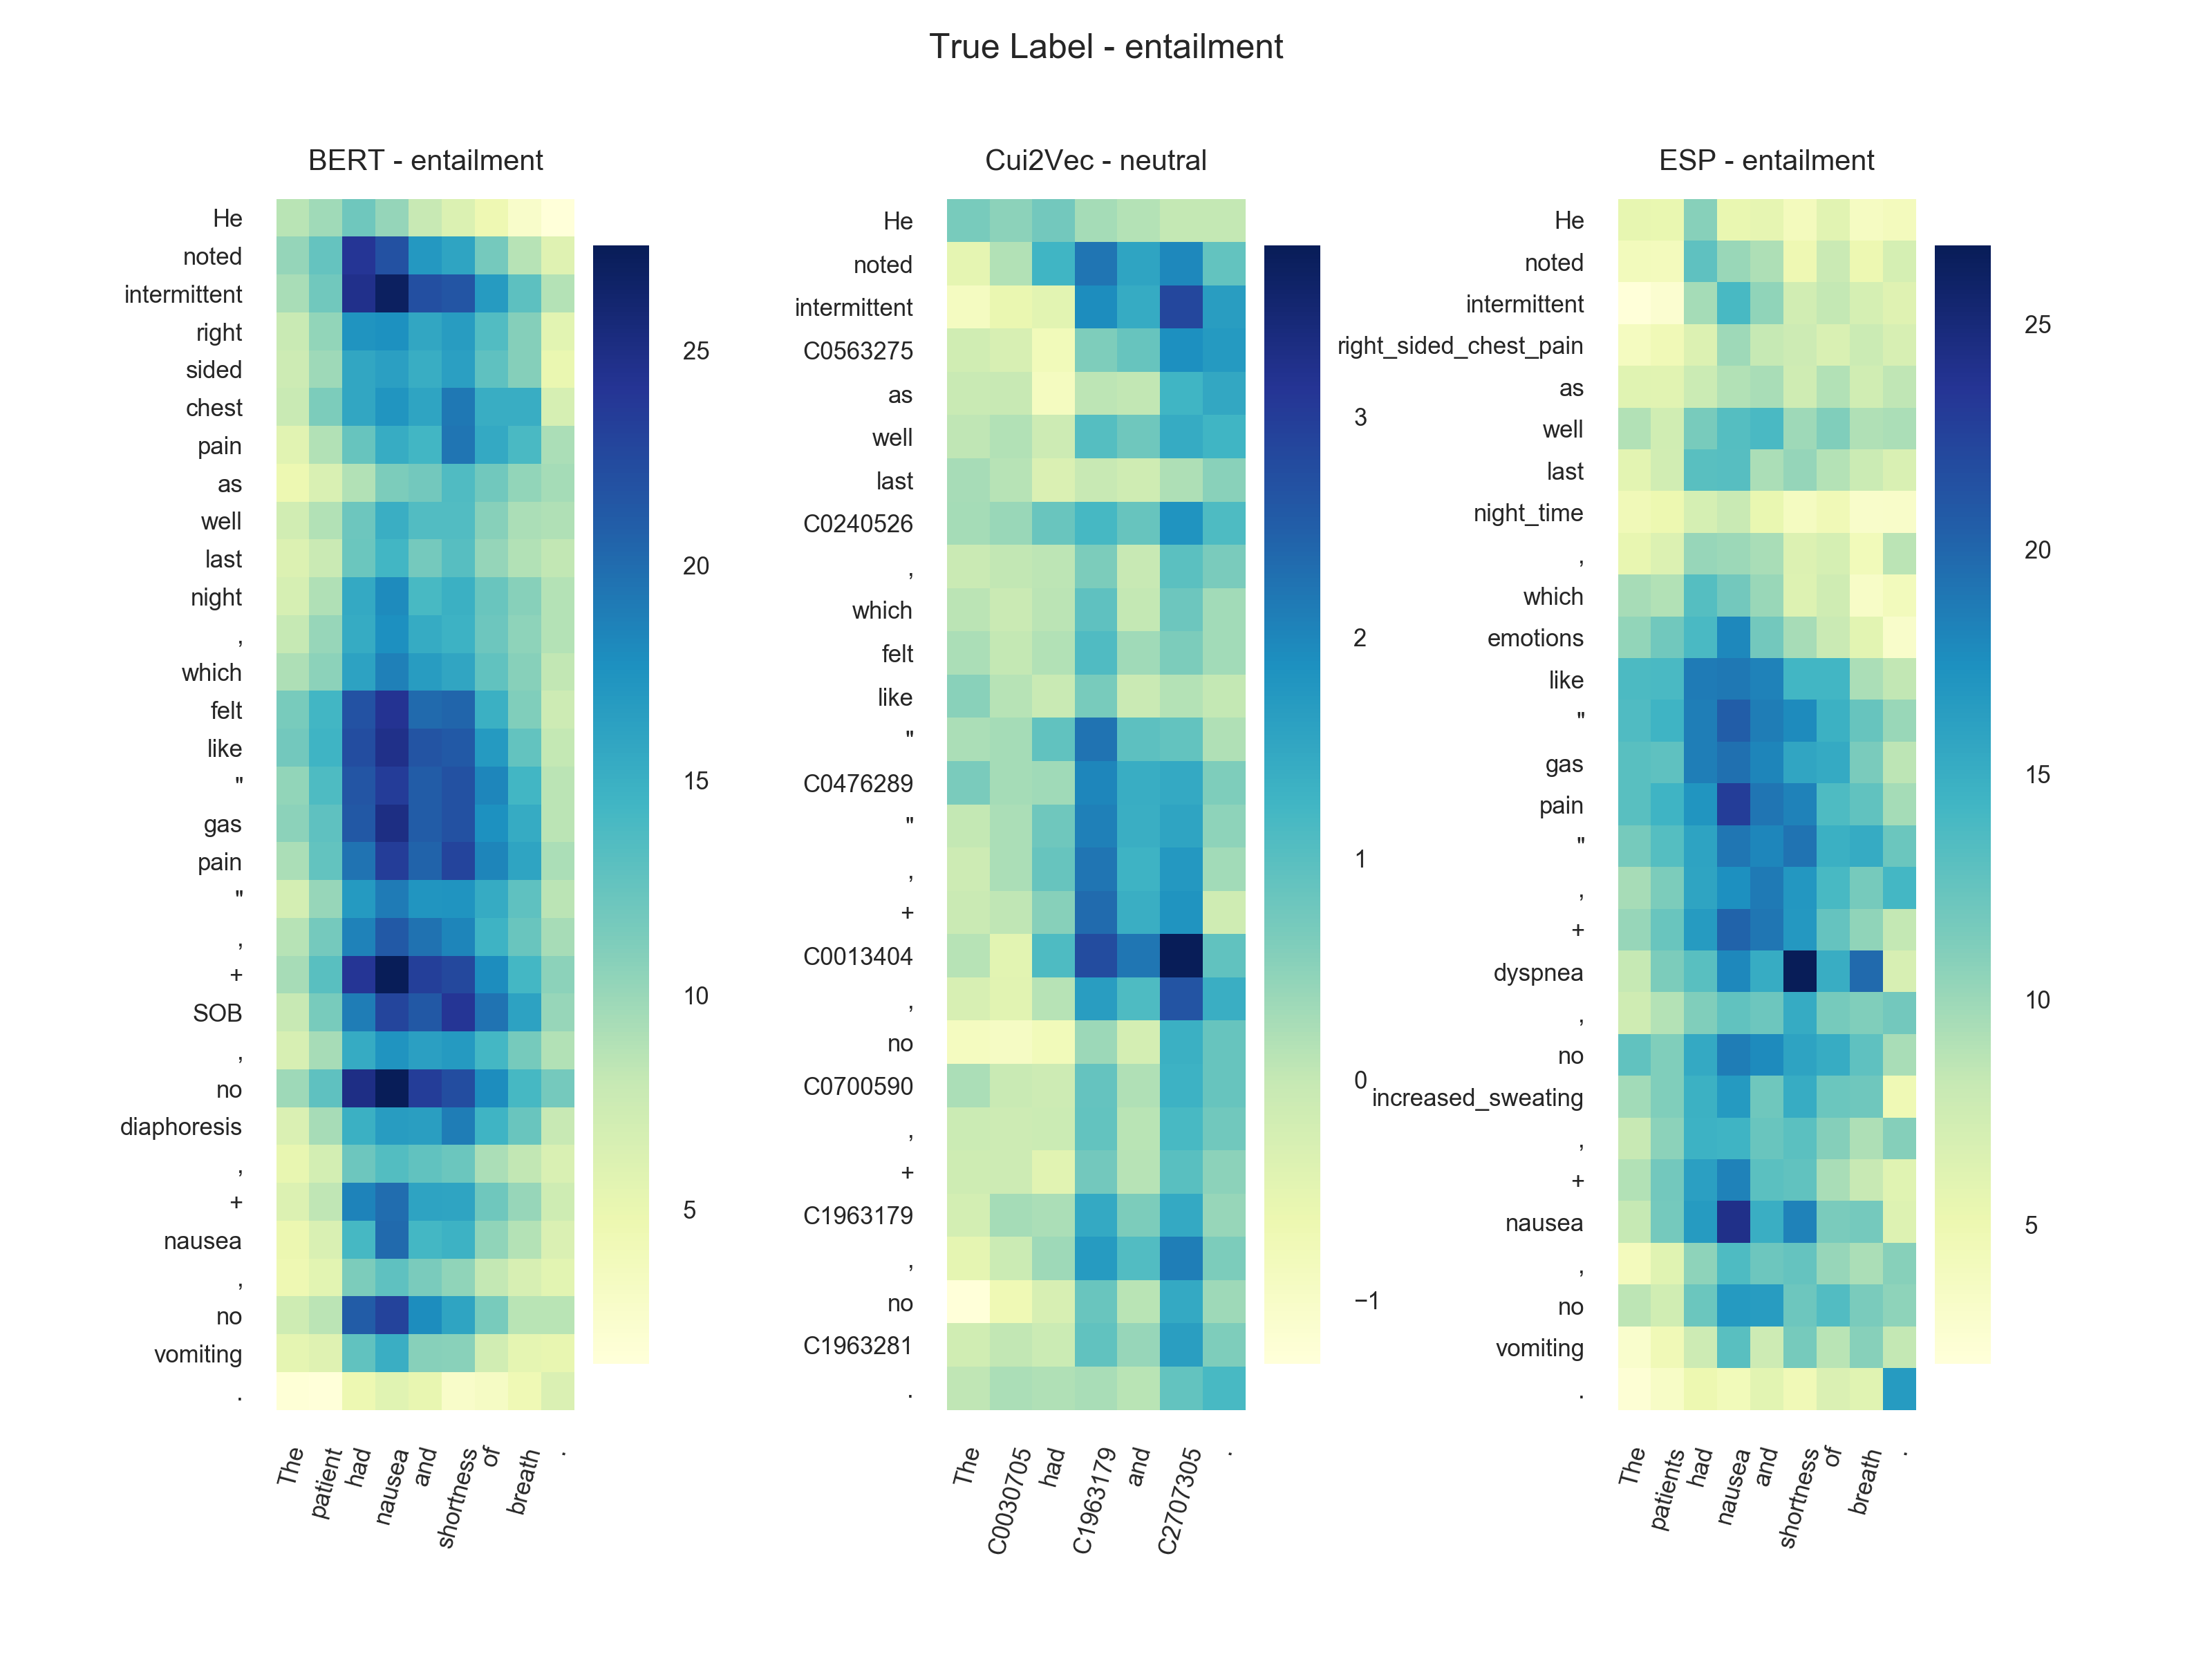 True Label - entailment
BERT - entailment
He
noted
intermittent
right
sided
chest
pain
as
well
last
night
,
which
felt
like
"
gas
pain
"
,
+
SOB
,
no
diaphoresis
,
+
nausea
,
no
vomiting
.
The
patient
had
nausea
and
shortness
of
breath
.
25
20
15
10
5
Cui2Vec - neutral
He
noted
intermittent
C0563275
as
well
last
C0240526
,
which
felt
like
"
C0476289
"
,
+
C0013404
,
no
C0700590
,
+
C1963179
,
no
C1963281
.
The
C0030705
had
C1963179
and
C2707305
.
3
2
1
0
−1
ESP - entailment
He
noted
intermittent
right_sided_chest_pain
as
well
last
night_time
,
which
emotions
like
"
gas
pain
"
,
+
dyspnea
,
no
increased_sweating
,
+
nausea
,
no
vomiting
.
The
patients
had
nausea
and
shortness
of
breath
.
25
20
15
10
5